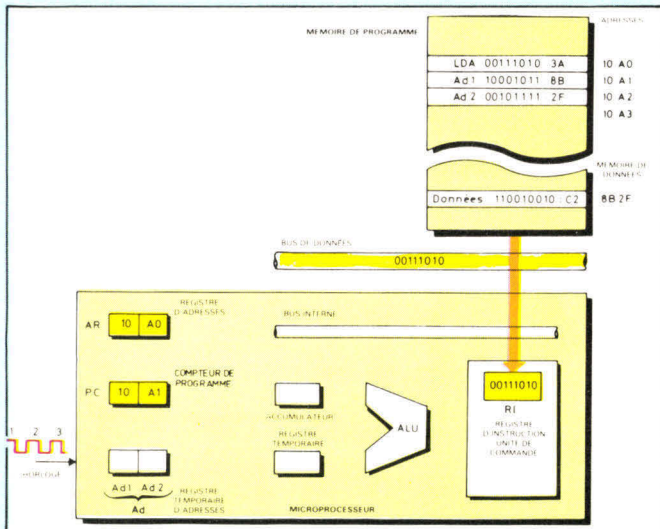 ADRESSES
MEMOIRE DE PROGRAMME
LDA 00111010 3A 10 A0
Ad1 10001011 8B 10 A1
Ad2 00101111 2F 10 A2
10 A3
MEMOIRE DE DONNÉES
Données 110010010 : C2 8B 2F
BUS DE DONNÉES
00111010
REGISTRE D'ADRESSES
BUS INTERNE
AR 10 A0
COMPTEUR DE PROGRAMME
PC 10 A1
00111010
RI
ACCUMULATEUR
ALU
REGISTRE D'INSTRUCTION
UNITE DE COMMANDE
REGISTRE TEMPORAIRE
1 2 3
HORLOGE
Ad1 Ad2
Ad
REGISTRE TEMPORAIRE D'ADRESSES
MICROPROCESSEUR